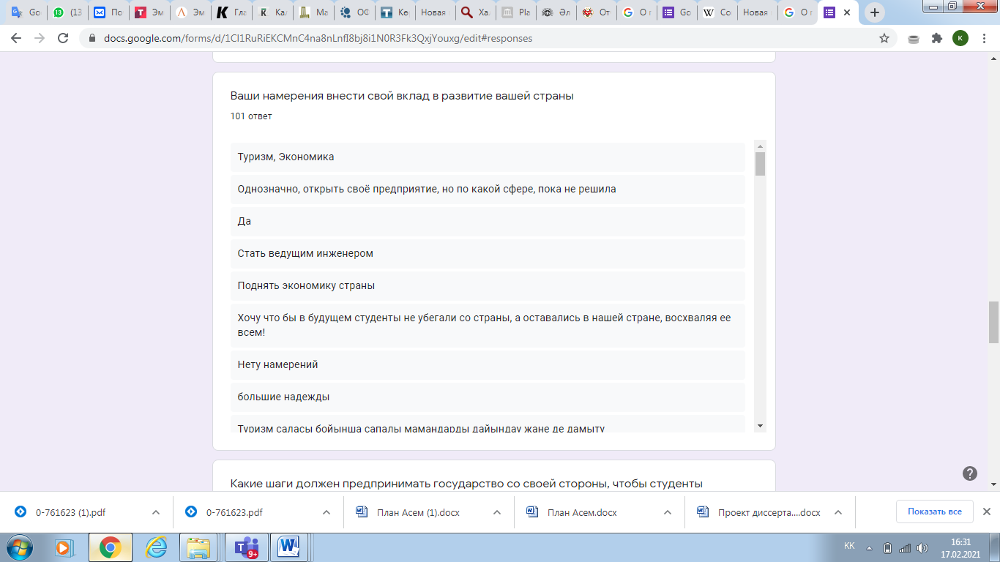 Go
(13
По
Эм
Эм
Гла
Ка
Ма
ОФ
Ке
Новая
Ха
Pla
Әл
От
О г
Go
Со
Новая
О г
docs.google.com/forms/d/1CI1RuRiEKCMnC4na8nLnfI8bj8i1N0R3Fk3QxjYouxg/edit#responses
K
Ваши намерения внести свой вклад в развитие вашей страны
101 ответ
Туризм, Экономика
Однозначно, открыть своё предприятие, но по какой сфере, пока не решила
Да
Стать ведущим инженером
Поднять экономику страны
Хочу что бы в будущем студенты не убегали со страны, а оставались в нашей стране, восхваляя ее
всем!
Нету намерений
большие надежды
Туризм саласы бойынша сапалы мамандарды дайындау жане де дамыту
Какие шаги должен предпринимать государство со своей стороны, чтобы студенты
0-761623 (1).pdf
0-761623.pdf
План Асем (1).docx
План Асем.docx
Проект диссерта....docx
Показать все
9+
KK
16:31
17.02.2021